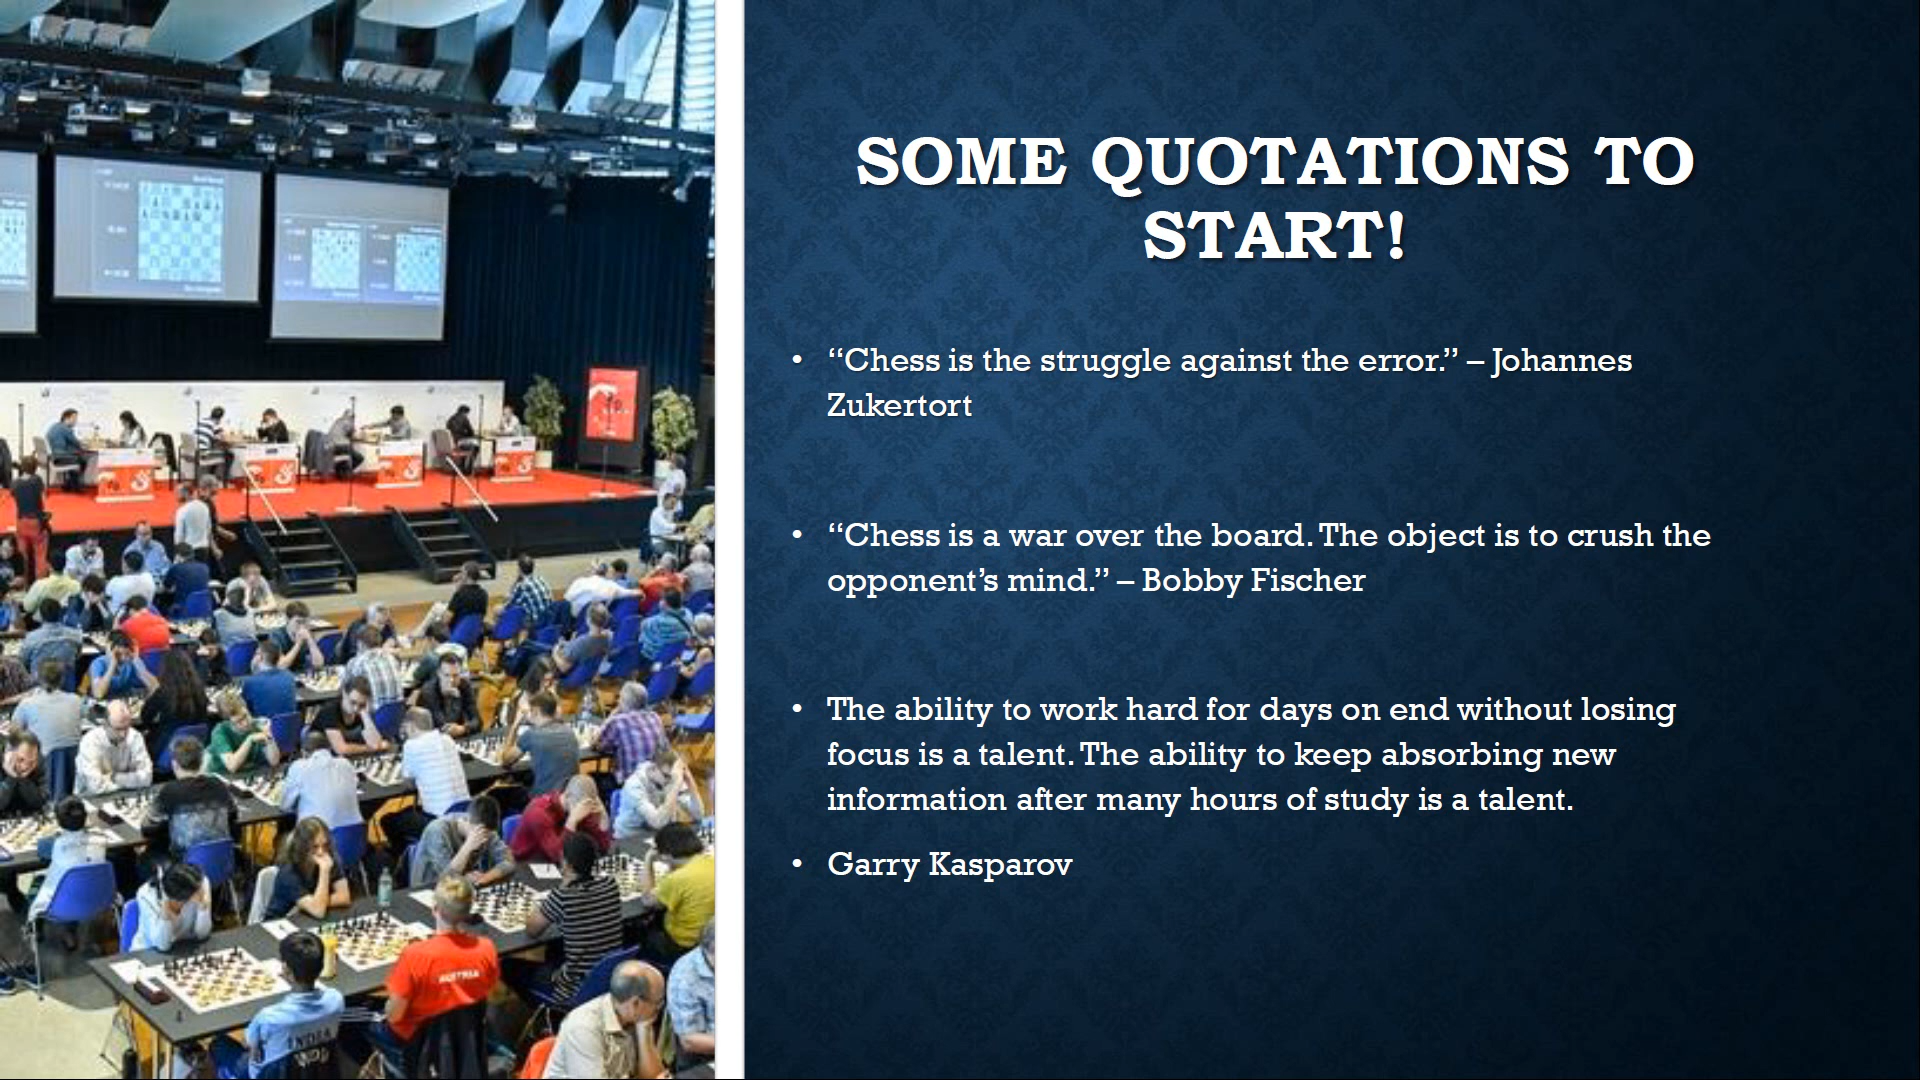 SOME QUOTATIONS TO
START!
• “Chess is the struggle against the error.” – Johannes
Zukertort
• “Chess is a war over the board. The object is to crush the
opponent’s mind.” – Bobby Fischer
• The ability to work hard for days on end without losing
focus is a talent. The ability to keep absorbing new
information after many hours of study is a talent.
• Garry Kasparov
AUSTRIA
INDIA